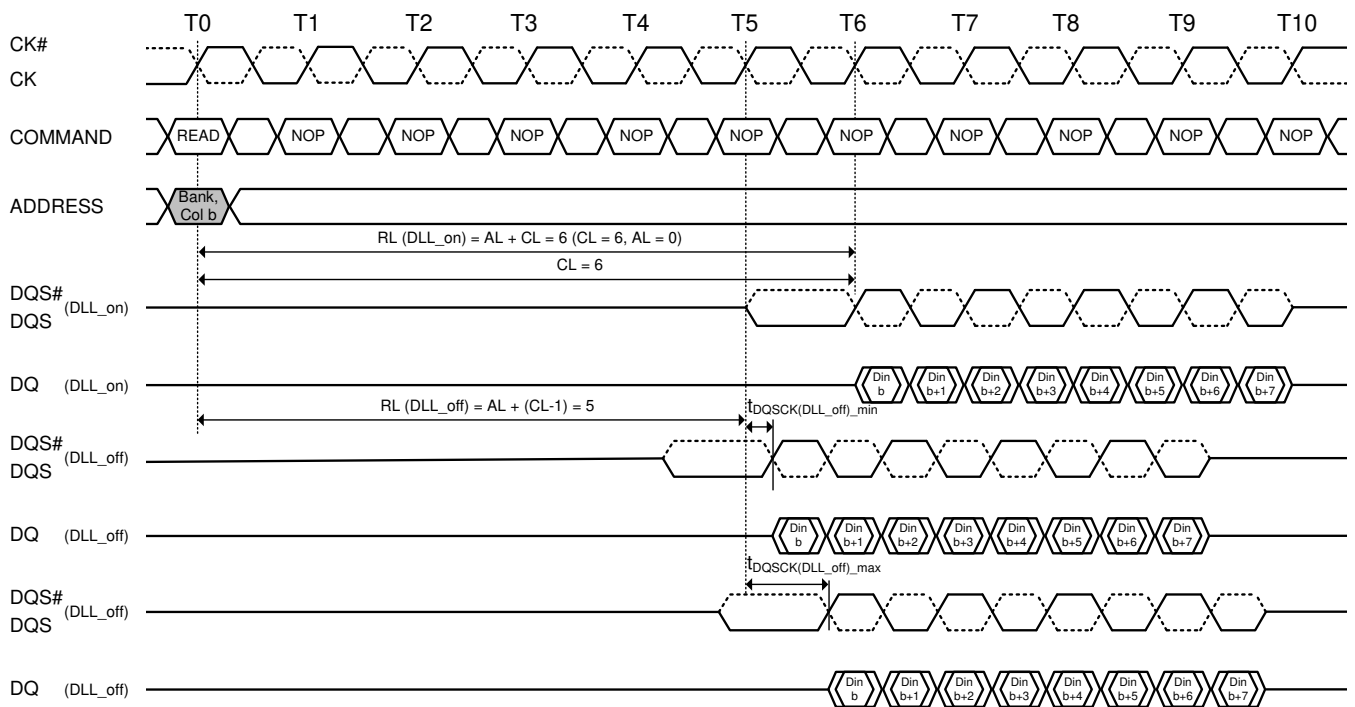 T0 T1 T2 T3 T4 T5 T6 T7 T8 T9 T10
CK#
CK
COMMAND READ NOP NOP NOP NOP NOP NOP NOP NOP NOP NOP
ADDRESS
Bank,
Col b
RL (DLL_on) = AL + CL = 6 (CL = 6, AL = 0)
CL = 6
DQS#
(DLL_on)
DQS
DQ (DLL_on)
Din Din Din Din Din Din Din Din
b b+1 b+2 b+3 b+4 b+5 b+6 b+7
RL (DLL_off) = AL + (CL-1) = 5
tDQSCK(DLL_off)_min
DQS#
(DLL_off)
DQS
DQ (DLL_off)
Din Din Din Din Din Din Din Din
b b+1 b+2 b+3 b+4 b+5 b+6 b+7
tDQSCK(DLL_off)_max
DQS#
(DLL_off)
DQS
DQ (DLL_off)
Din Din Din Din Din Din Din Din
b b+1 b+2 b+3 b+4 b+5 b+6 b+7